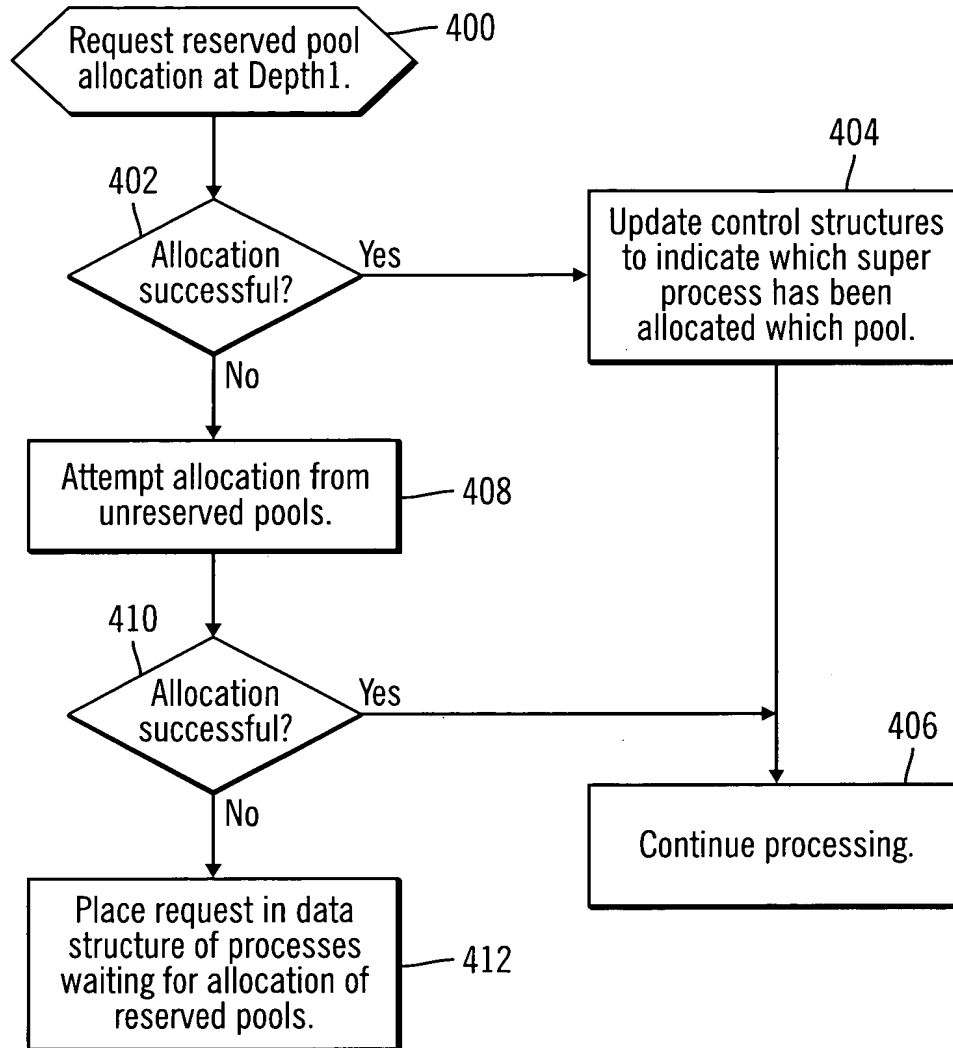 Request reserved pool
allocation at Depth1.
400
402
Allocation
successful?
Yes
No
404
Update control structures
to indicate which super
process has been
allocated which pool.
Attempt allocation from
unreserved pools.
408
410
Allocation
successful?
Yes
No
406
Continue processing.
Place request in data
structure of processes
waiting for allocation of
reserved pools.
412